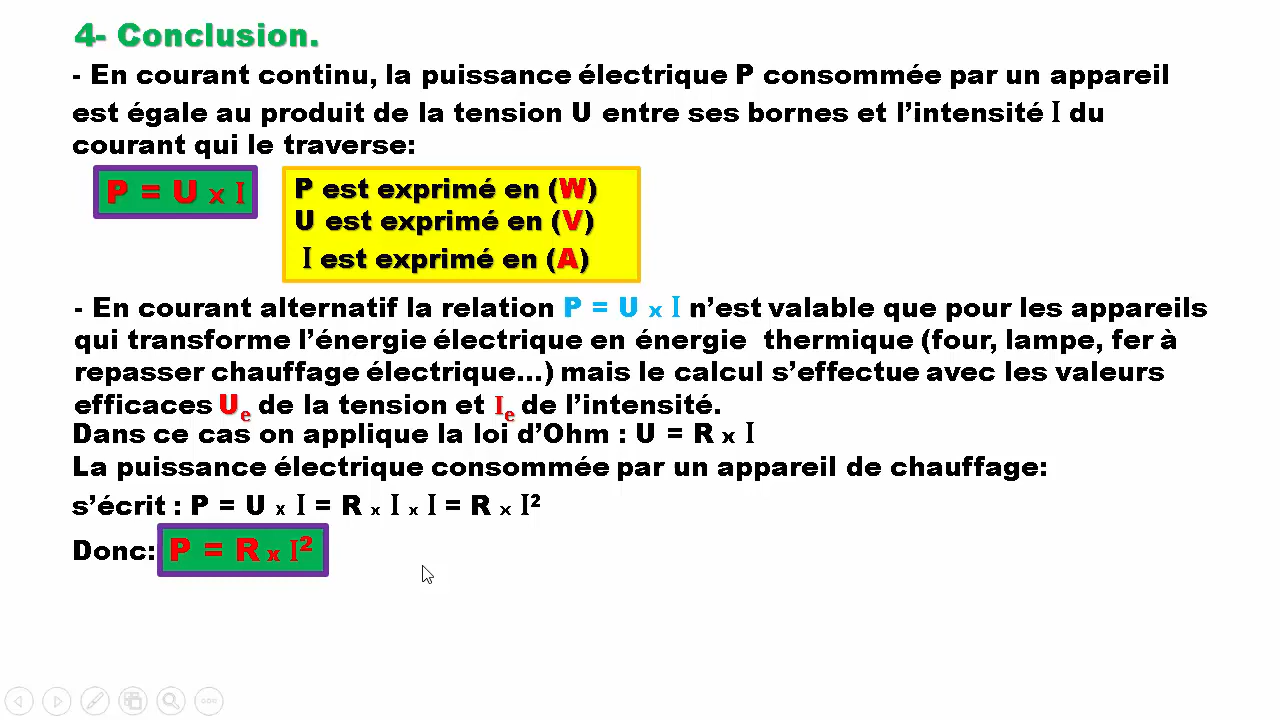 4- Conclusion.
- En courant continu, la puissance électrique P consommée par un appareil
est égale au produit de la tension U entre ses bornes et l’intensité I du
courant qui le traverse:
P = U x I
P est exprimé en (W)
U est exprimé en (V)
I est exprimé en (A)
- En courant alternatif la relation P = U x I n’est valable que pour les appareils
qui transforme l’énergie électrique en énergie thermique (four, lampe, fer à
repasser chauffage électrique...) mais le calcul s’effectue avec les valeurs
efficaces Uₑ de la tension et Iₑ de l’intensité.
Dans ce cas on applique la loi d’Ohm : U = R x I
La puissance électrique consommée par un appareil de chauffage:
s’écrit : P = U x I = R x I x I = R x I²
Donc: P = R x I²